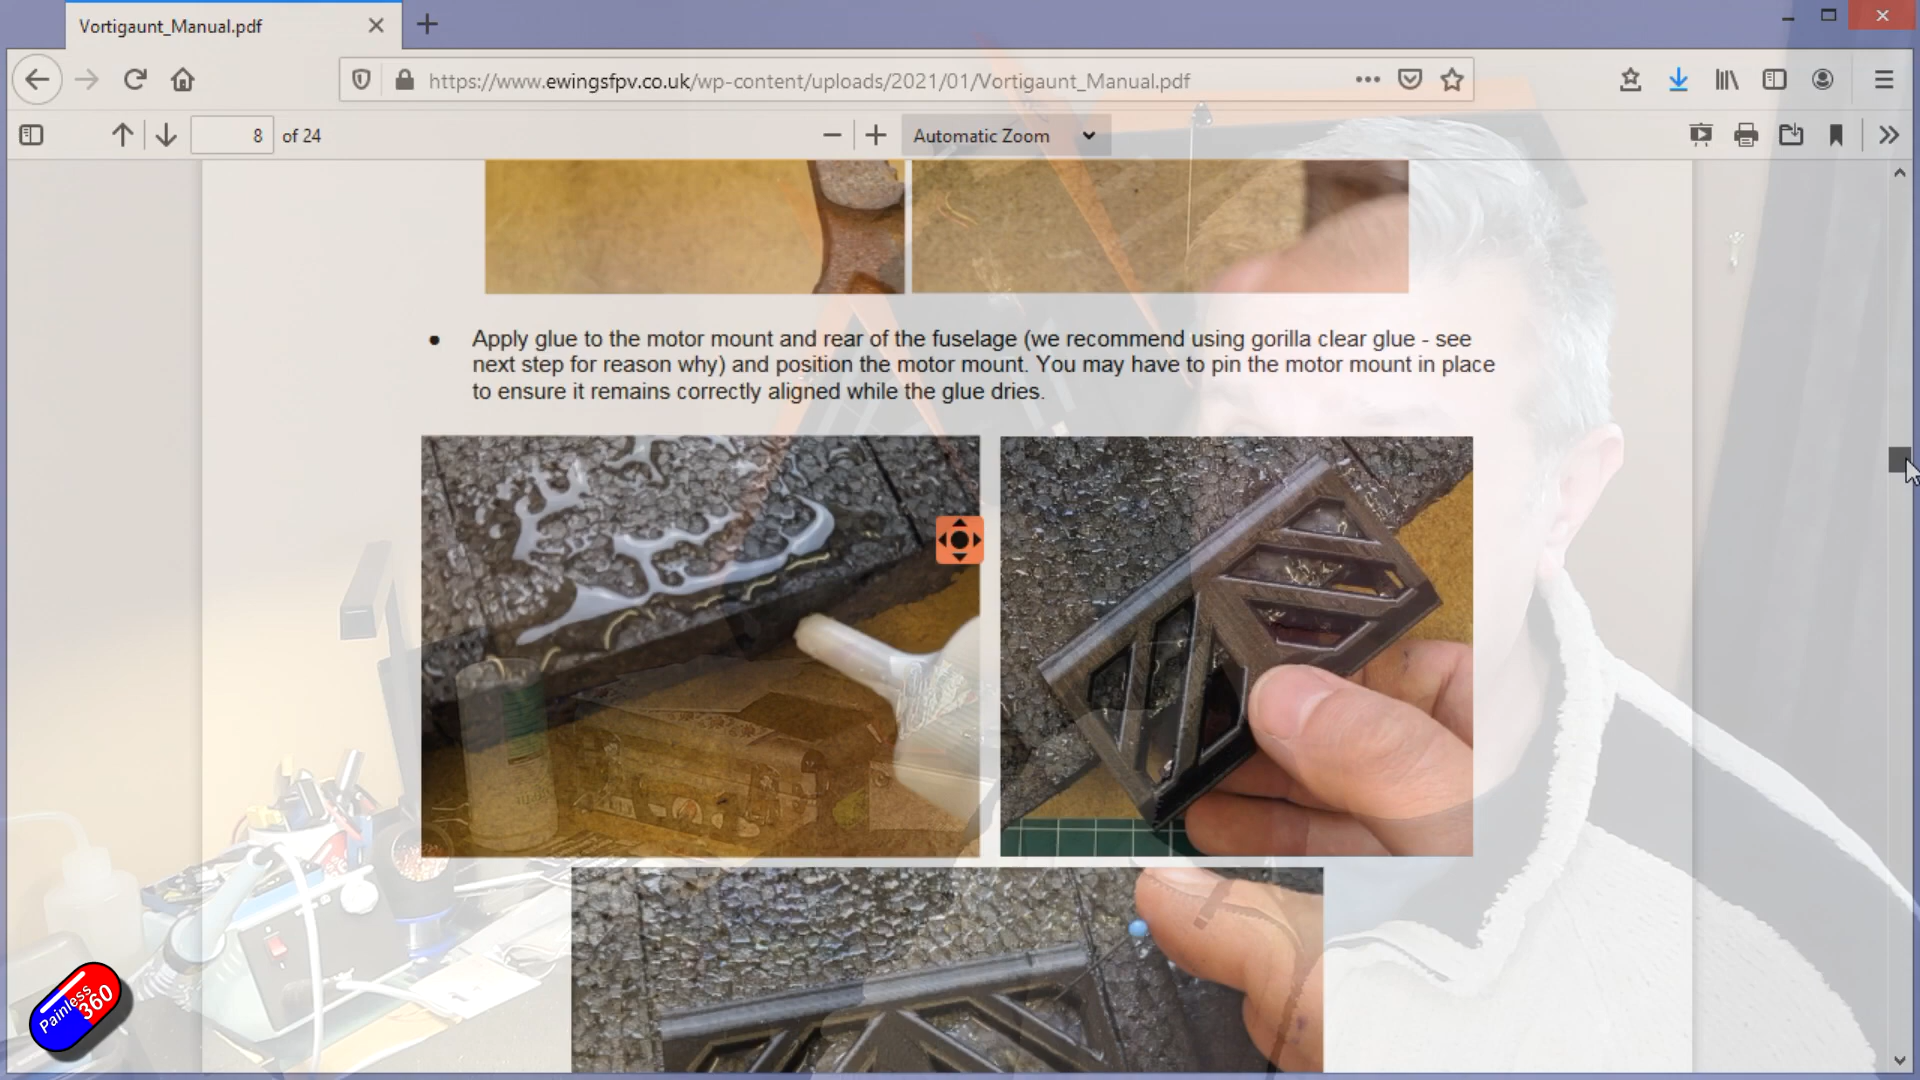 Vortigaunt_Manual.pdf
https://www.ewingsfpv.co.uk/wp-content/uploads/2021/01/Vortigaunt_Manual.pdf
8 of 24
Automatic Zoom
Apply glue to the motor mount and rear of the fuselage (we recommend using gorilla clear glue - see
next step for reason why) and position the motor mount. You may have to pin the motor mount in place
to ensure it remains correctly aligned while the glue dries.
Painless
360